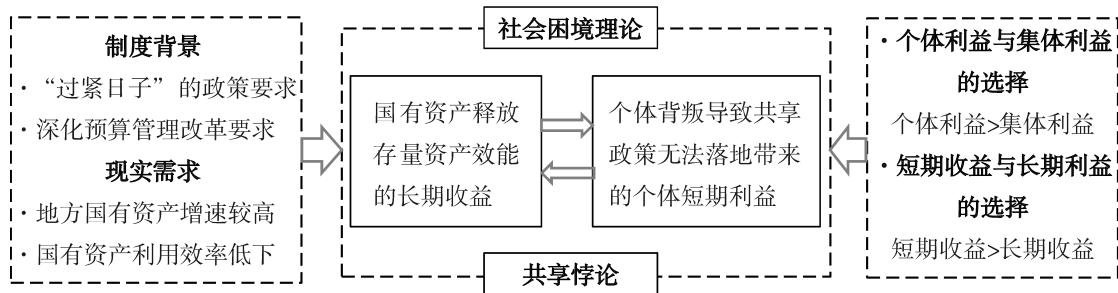 制度背景
·“过紧日子”的政策要求
·深化预算管理改革要求
现实需求
·地方国有资产增速较高
·国有资产利用效率低下
社会困境理论
国有资产释放
存量资产效能
的长期收益
个体背叛导致共享
政策无法落地带来
的个体短期利益
共享悖论
·个体利益与集体利益
的选择
个体利益>集体利益
·短期收益与长期利益
的选择
短期收益>长期收益